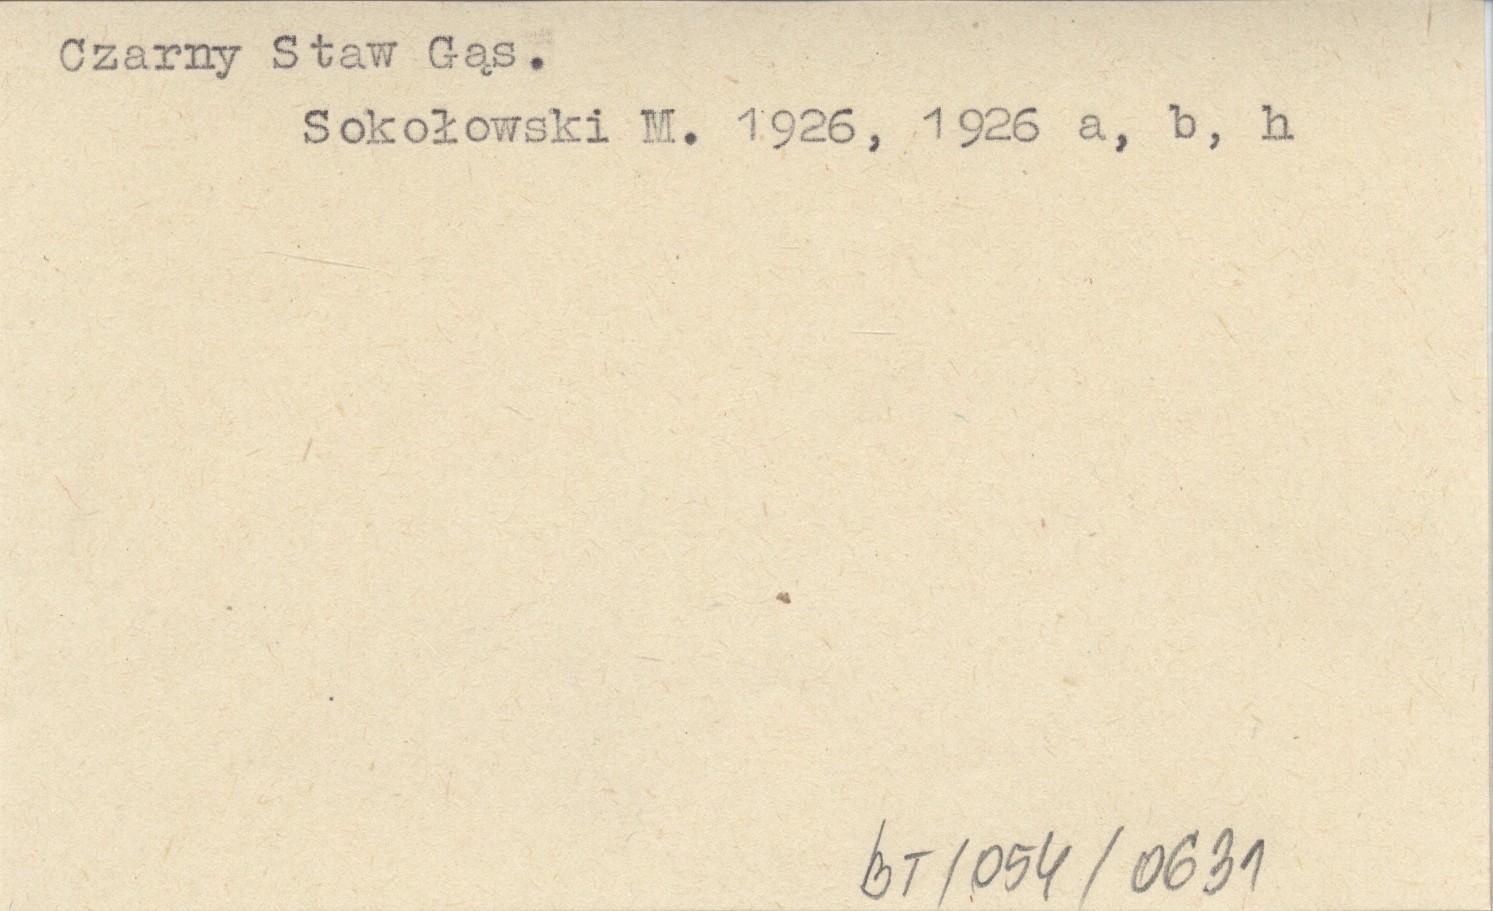 Czarny Staw Gąs.
Sokołowski M. 1926, 1926 a, b, h
BT/054/0631